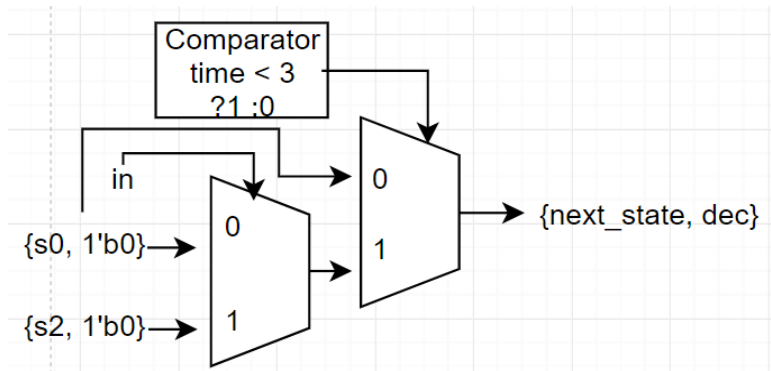 Comparator
time < 3
?1 :0
in
0
1
0
1
{s0, 1'b0}
{s2, 1'b0}
{next_state, dec}